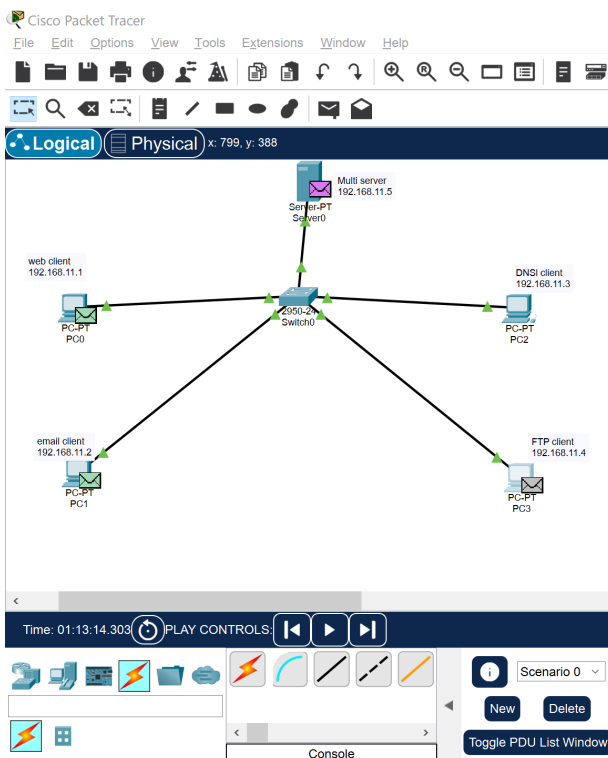 Cisco Packet Tracer
File Edit Options View Tools Extensions Window Help
Logical Physical x: 799, y: 388
Multi server
192.168.11.5
Server-PT
Server0
web client
192.168.11.1
DNSI client
192.168.11.3
PC-PT
PC0
2950-24
Switch0
PC-PT
PC2
email client
192.168.11.2
FTP client
192.168.11.4
PC-PT
PC1
PC-PT
PC3
Time: 01:13:14.303 PLAY CONTROLS:
Scenario 0
New Delete
Toggle PDU List Window
Console